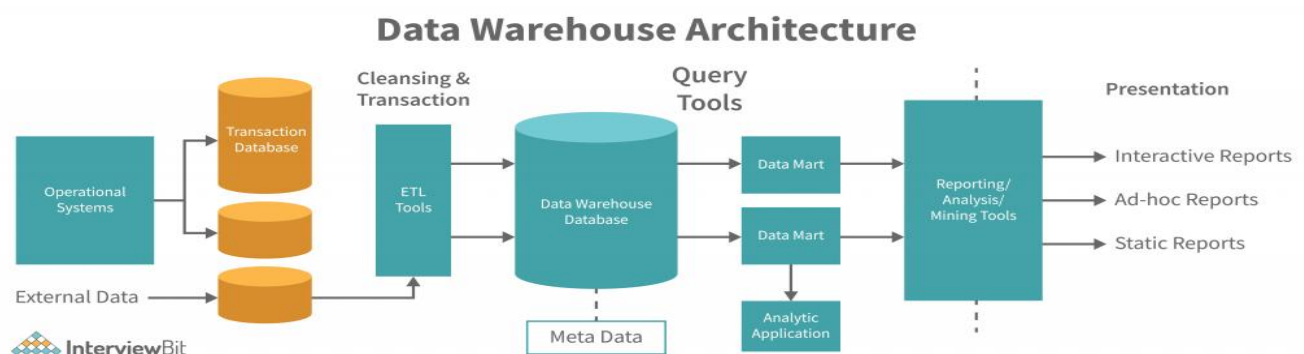 Data Warehouse Architecture
Cleansing &
Transaction
Query
Tools
Presentation
Transaction
Database
Operational
Systems
ETL
Tools
Data Warehouse
Database
Data Mart
Data Mart
Reporting/
Analysis/
Mining Tools
Interactive Reports
Ad-hoc Reports
Static Reports
External Data
Analytic
Application
Meta Data
InterviewBit